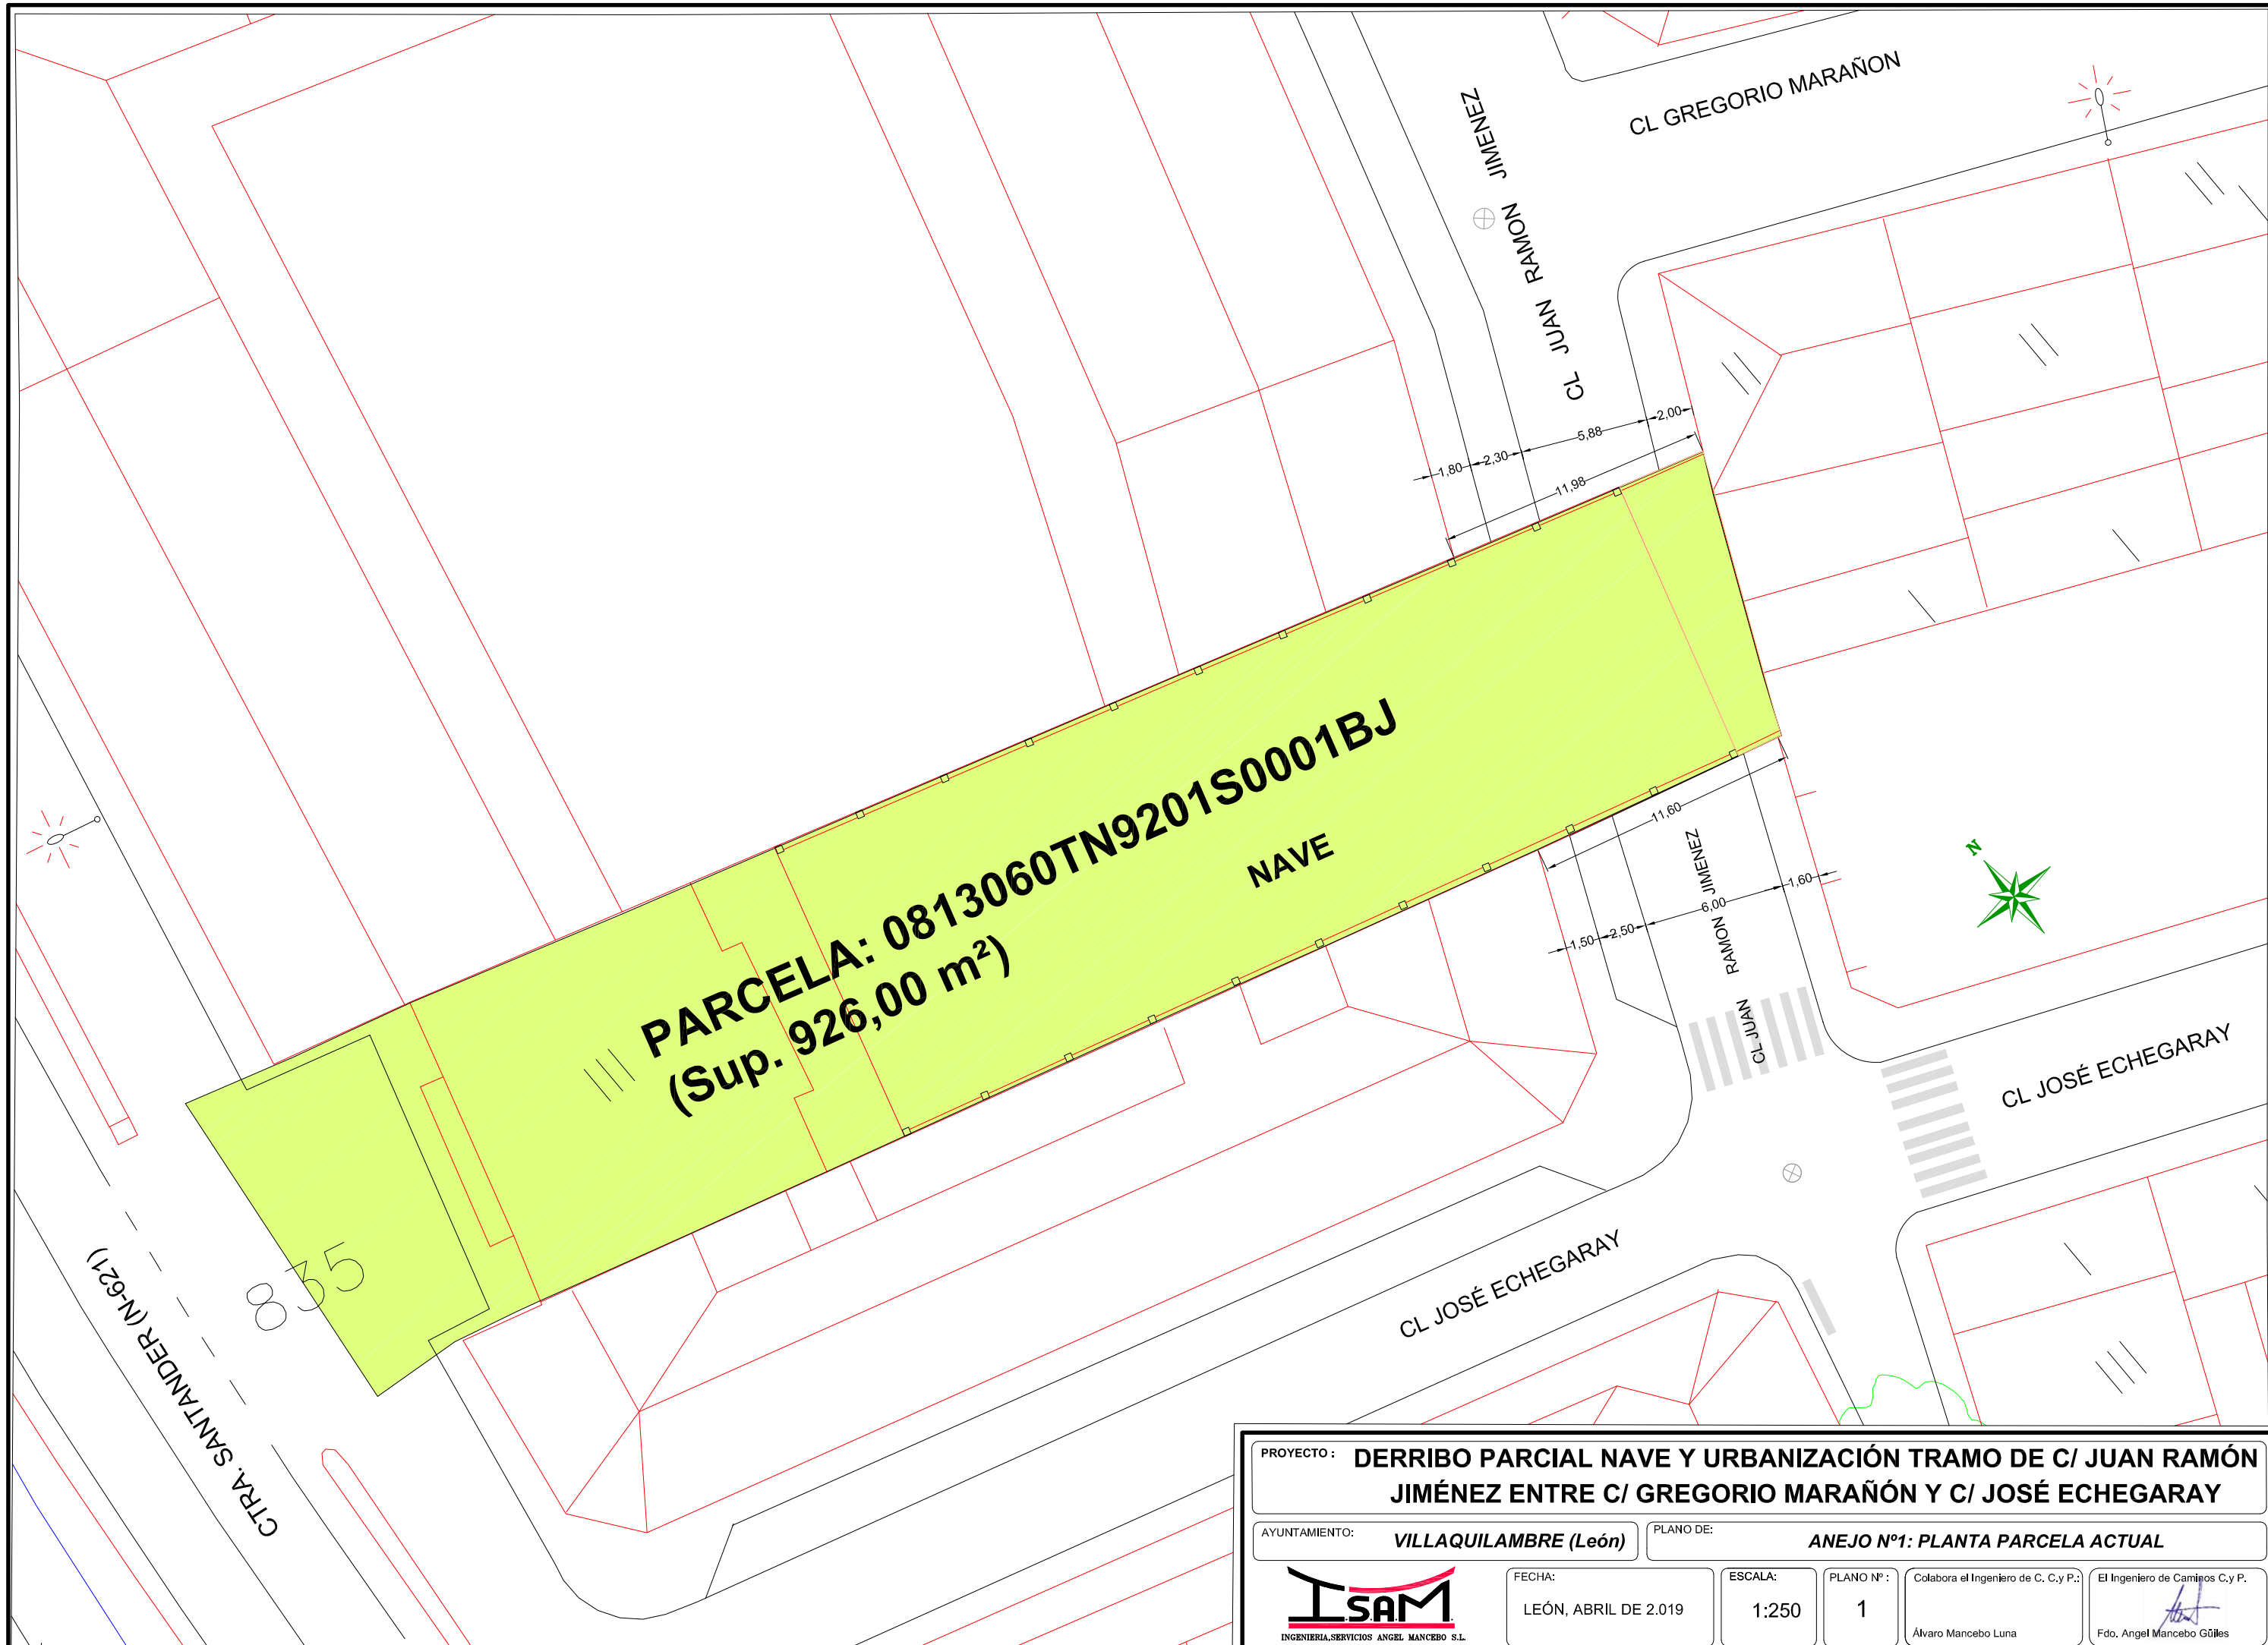 CL GREGORIO MARAÑON
CL JUAN RAMON JIMENEZ
1,80
2,30
5,88
2,00
11,98
PARCELA: 0813060TN9201S0001BJ
(Sup. 926,00 m²)
NAVE
11,60
1,50
2,50
6,00
1,60
CL JUAN RAMON JIMENEZ
N
CL JOSÉ ECHEGARAY
CL JOSÉ ECHEGARAY
835
CTRA. SANTANDER (N-621)
PROYECTO : DERRIBO PARCIAL NAVE Y URBANIZACIÓN TRAMO DE C/ JUAN RAMÓN
JIMÉNEZ ENTRE C/ GREGORIO MARAÑÓN Y C/ JOSÉ ECHEGARAY
AYUNTAMIENTO: VILLAQUILAMBRE (León)
PLANO DE: ANEJO Nº1: PLANTA PARCELA ACTUAL
I.S.A.M.
INGENIERIA,SERVICIOS ANGEL MANCEBO S.L.
FECHA:
LEÓN, ABRIL DE 2.019
ESCALA:
1:250
PLANO Nº :
1
Colabora el Ingeniero de C. C.y P.:
Álvaro Mancebo Luna
El Ingeniero de Caminos C.y P.
Fdo. Angel Mancebo Güiles